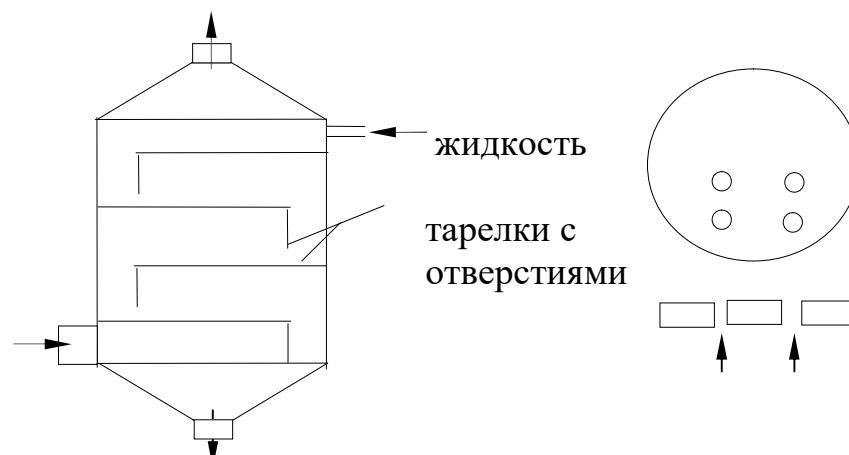 жидкость
тарелки с
отверстиями